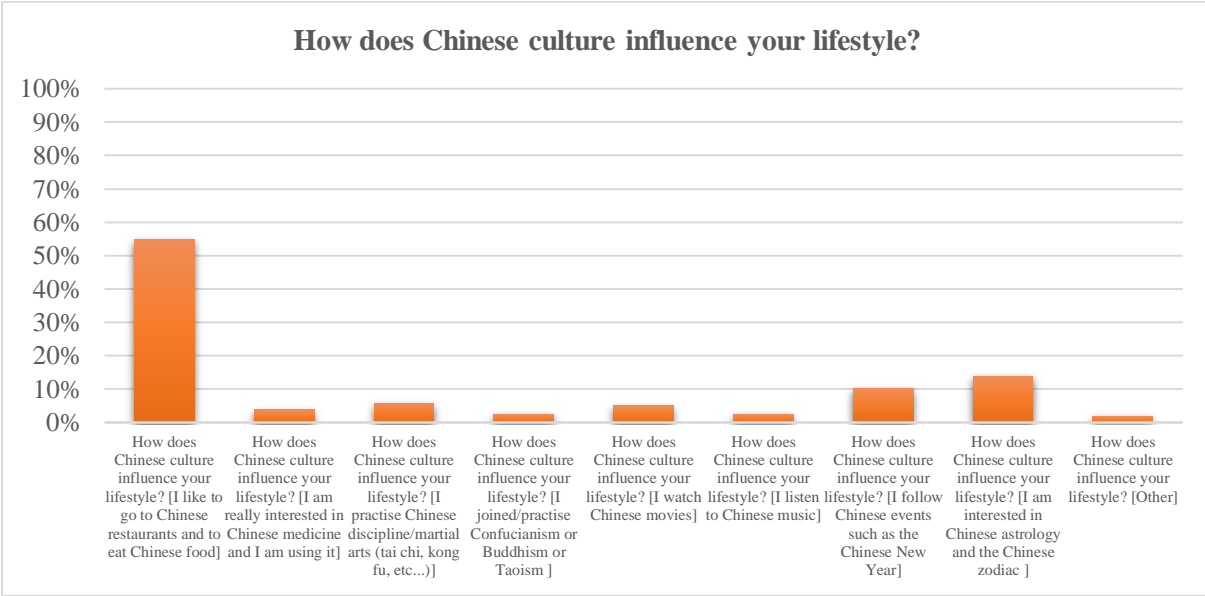 How does Chinese culture influence your lifestyle?
100%
90%
80%
70%
60%
50%
40%
30%
20%
10%
0%
How does
Chinese culture
influence your
lifestyle? [I like to
go to Chinese
restaurants and to
eat Chinese food]
How does
Chinese culture
influence your
lifestyle? [I am
really interested in
Chinese medicine
and I am using it]
How does
Chinese culture
influence your
lifestyle? [I
practise Chinese
discipline/martial
arts (tai chi, kong
fu, etc...)]
How does
Chinese culture
influence your
lifestyle? [I
joined/practise
Confucianism or
Buddhism or
Taoism ]
How does
Chinese culture
influence your
lifestyle? [I watch
Chinese movies]
How does
Chinese culture
influence your
lifestyle? [I listen
to Chinese music]
How does
Chinese culture
influence your
lifestyle? [I follow
Chinese events
such as the
Chinese New
Year]
How does
Chinese culture
influence your
lifestyle? [I am
interested in
Chinese astrology
and the Chinese
zodiac ]
How does
Chinese culture
influence your
lifestyle? [Other]